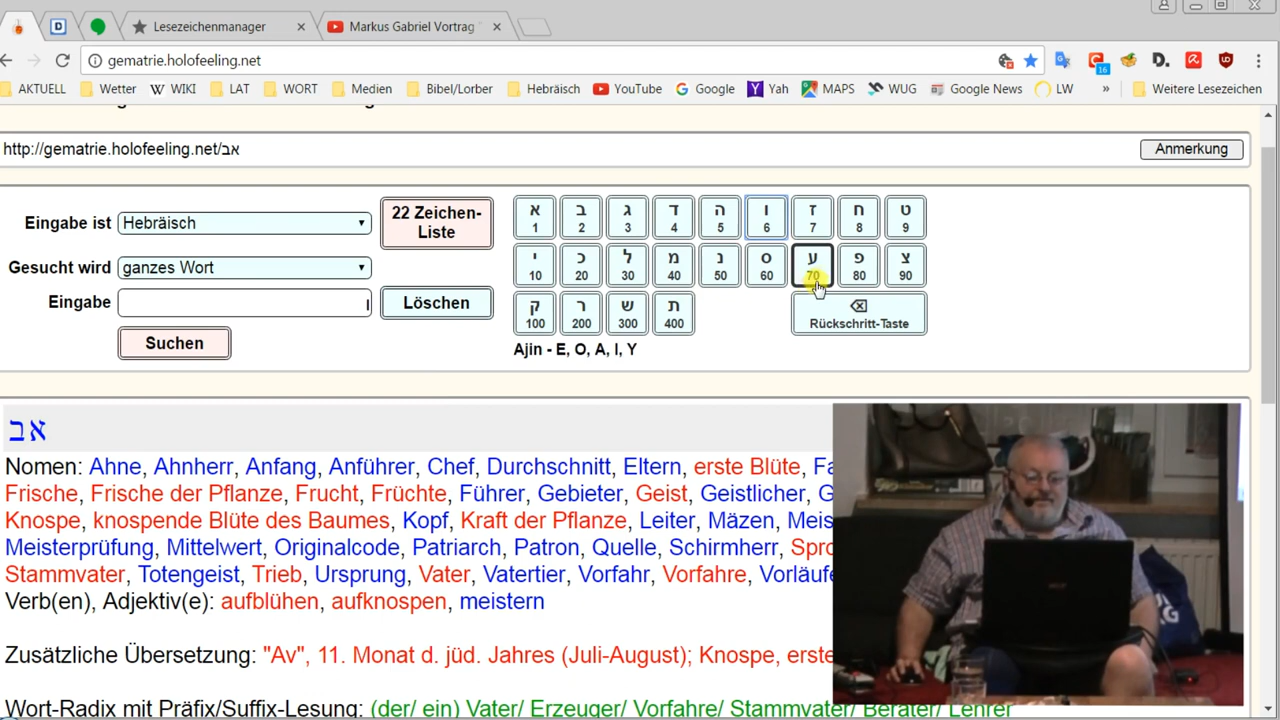 Lesezeichenmanager
Markus Gabriel Vortrag
gematrie.holofeeling.net
16
AKTUELL Wetter WIKI LAT WORT Medien Bibel/Lorber Hebräisch YouTube Google Yah MAPS WUG Google News LW » Weitere Lesezeichen
http://gematrie.holofeeling.net/אב
Anmerkung
Eingabe ist Hebräisch
22 Zeichen-
Liste
Gesucht wird ganzes Wort
Eingabe ו Löschen
Suchen
א ב ג ד ה ו ז ח ט
1 2 3 4 5 6 7 8 9
י כ ל מ נ ס ע פ צ
10 20 30 40 50 60 70 80 90
ק ר ש ת
100 200 300 400 Rückschritt-Taste
Ajin - E, O, A, I, Y
אב
Nomen: Ahne, Ahnherr, Anfang, Anführer, Chef, Durchschnitt, Eltern, erste Blüte,
Frische, Frische der Pflanze, Frucht, Früchte, Führer, Gebieter, Geist, Geistlicher,
Knospe, knospende Blüte des Baumes, Kopf, Kraft der Pflanze, Leiter, Mäzen,
Meisterprüfung, Mittelwert, Originalcode, Patriarch, Patron, Quelle, Schirmherr,
Stammvater, Totengeist, Trieb, Ursprung, Vater, Vatertier, Vorfahr, Vorfahre,
Verb(en), Adjektiv(e): aufblühen, aufknospen, meistern
Zusätzliche Übersetzung: "Av", 11. Monat d. jüd. Jahres (Juli-August); Knospe, erste
Wort-Radix mit Präfix/Suffix-Lesung: (der/ ein) Vater/ Erzeuger/ Vorfahre/ Stammvater/ Berater/ Lehrer